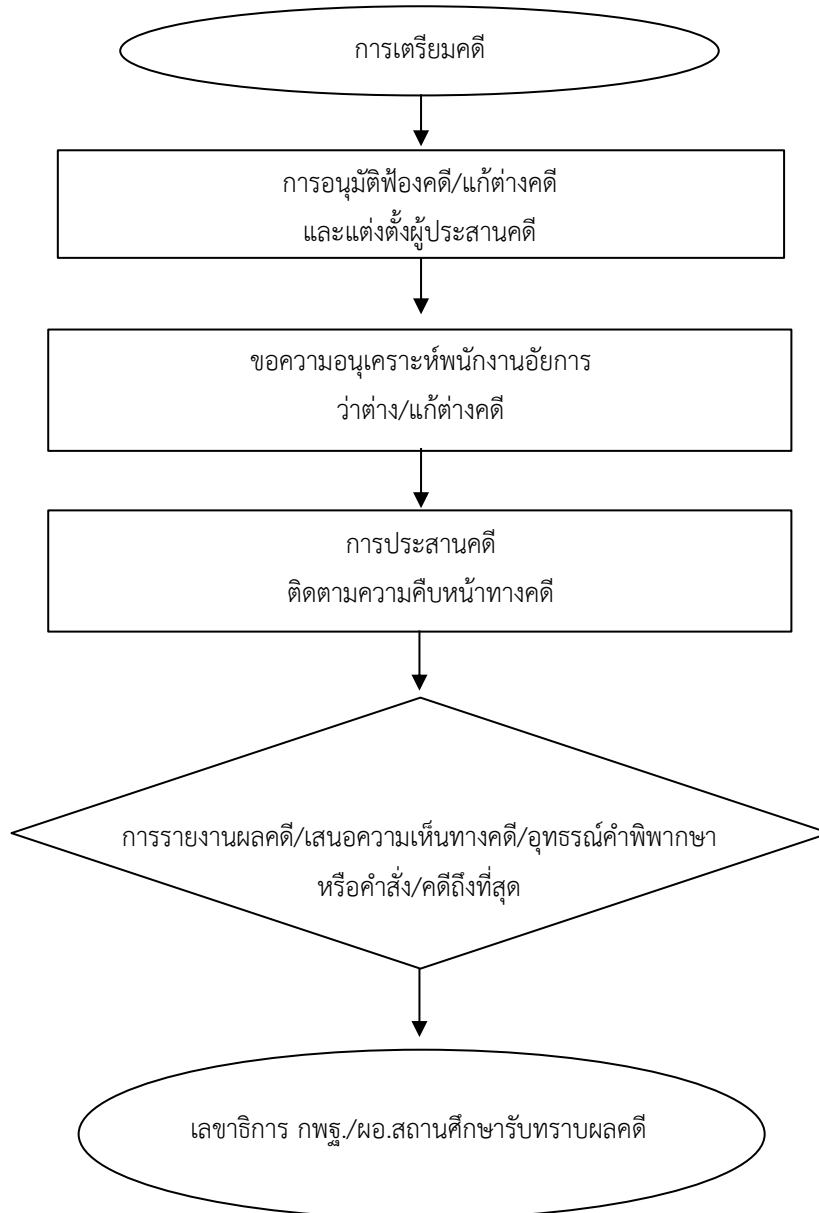 การเตรียมคดี
การอนุมัติฟ้องคดี/แก้ต่างคดี
และแต่งตั้งผู้ประสานคดี
ขอความอนุเคราะห์พนักงานอัยการ
ว่าต่าง/แก้ต่างคดี
การประสานคดี
ติดตามความคืบหน้าทางคดี
การรายงานผลคดี/เสนอความเห็นทางคดี/อุทธรณ์คำพิพากษา
หรือคำสั่ง/คดีถึงที่สุด
เลขาธิการ กพฐ./ผอ.สถานศึกษารับทราบผลคดี